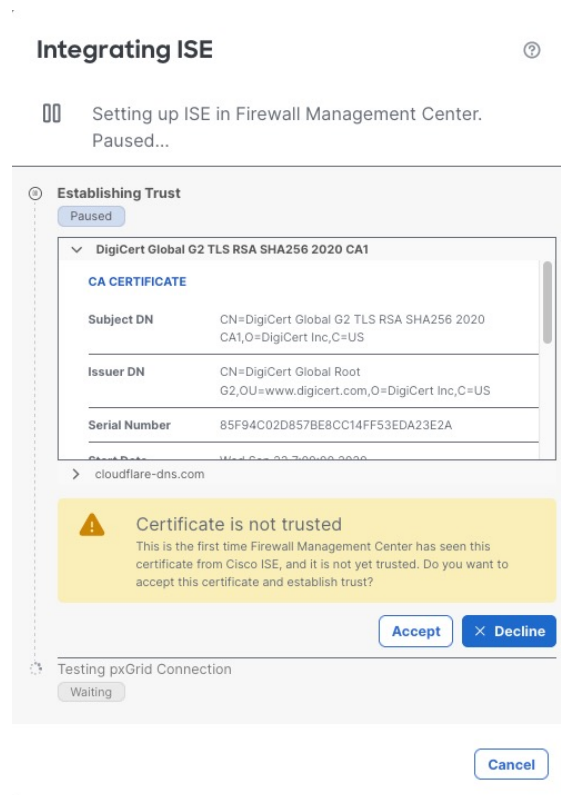 Integrating ISE
Setting up ISE in Firewall Management Center.
Paused...
Establishing Trust
Paused
DigiCert Global G2 TLS RSA SHA256 2020 CA1
CA CERTIFICATE
Subject DN CN=DigiCert Global G2 TLS RSA SHA256 2020
CA1,O=DigiCert Inc,C=US
Issuer DN CN=DigiCert Global Root
G2,OU=www.digicert.com,O=DigiCert Inc,C=US
Serial Number 85F94C02D857BE8CC14FF53EDA23E2A
cloudflare-dns.com
Certificate is not trusted
This is the first time Firewall Management Center has seen this
certificate from Cisco ISE, and it is not yet trusted. Do you want to
accept this certificate and establish trust?
Accept
Decline
Testing pxGrid Connection
Waiting
Cancel